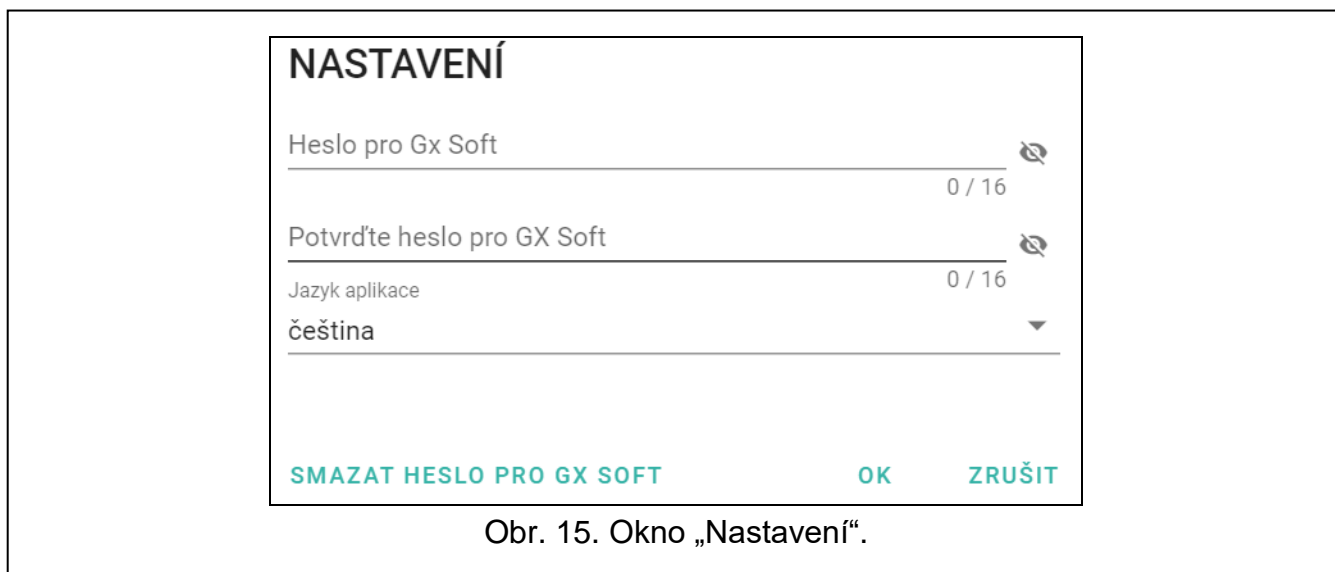 NASTAVENÍ
Heslo pro Gx Soft
0 / 16
Potvrďte heslo pro GX Soft
0 / 16
Jazyk aplikace
čeština
SMAZAT HESLO PRO GX SOFT OK ZRUŠIT
Obr. 15. Okno „Nastavení“.